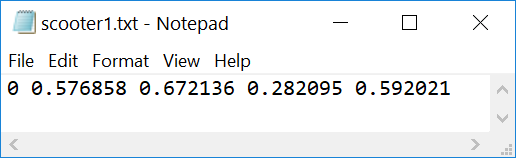 scooter1.txt - Notepad
File Edit Format View Help
0 0.576858 0.672136 0.282095 0.592021